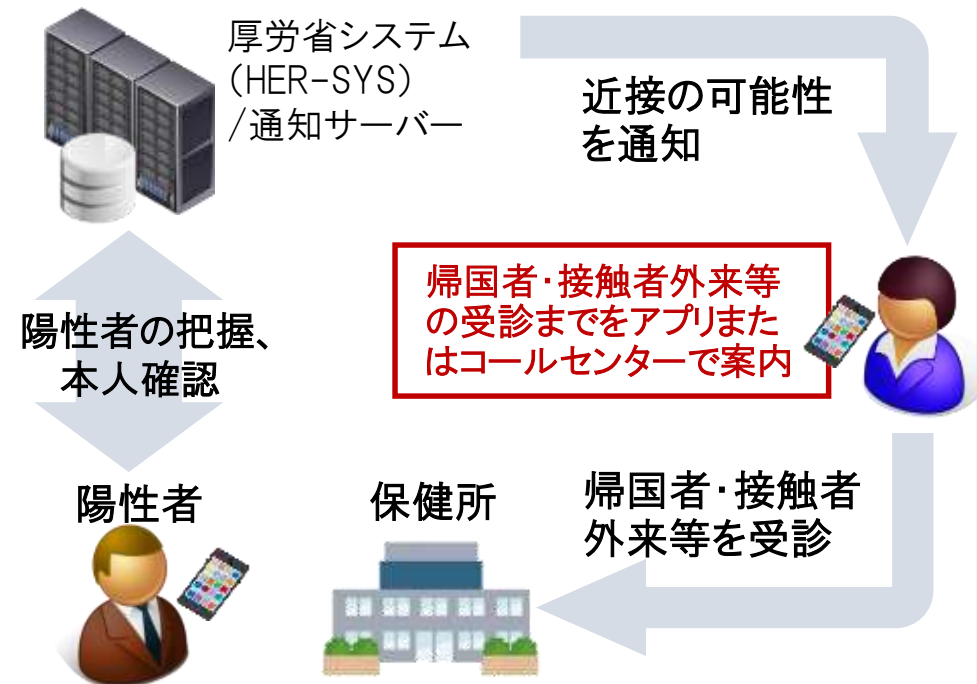 厚労省システム
(HER-SYS)
/通知サーバー
近接の可能性
を通知
帰国者・接触者外来等
の受診までをアプリまた
はコールセンターで案内
陽性者の把握、
本人確認
陽性者
保健所
帰国者・接触者
外来等を受診